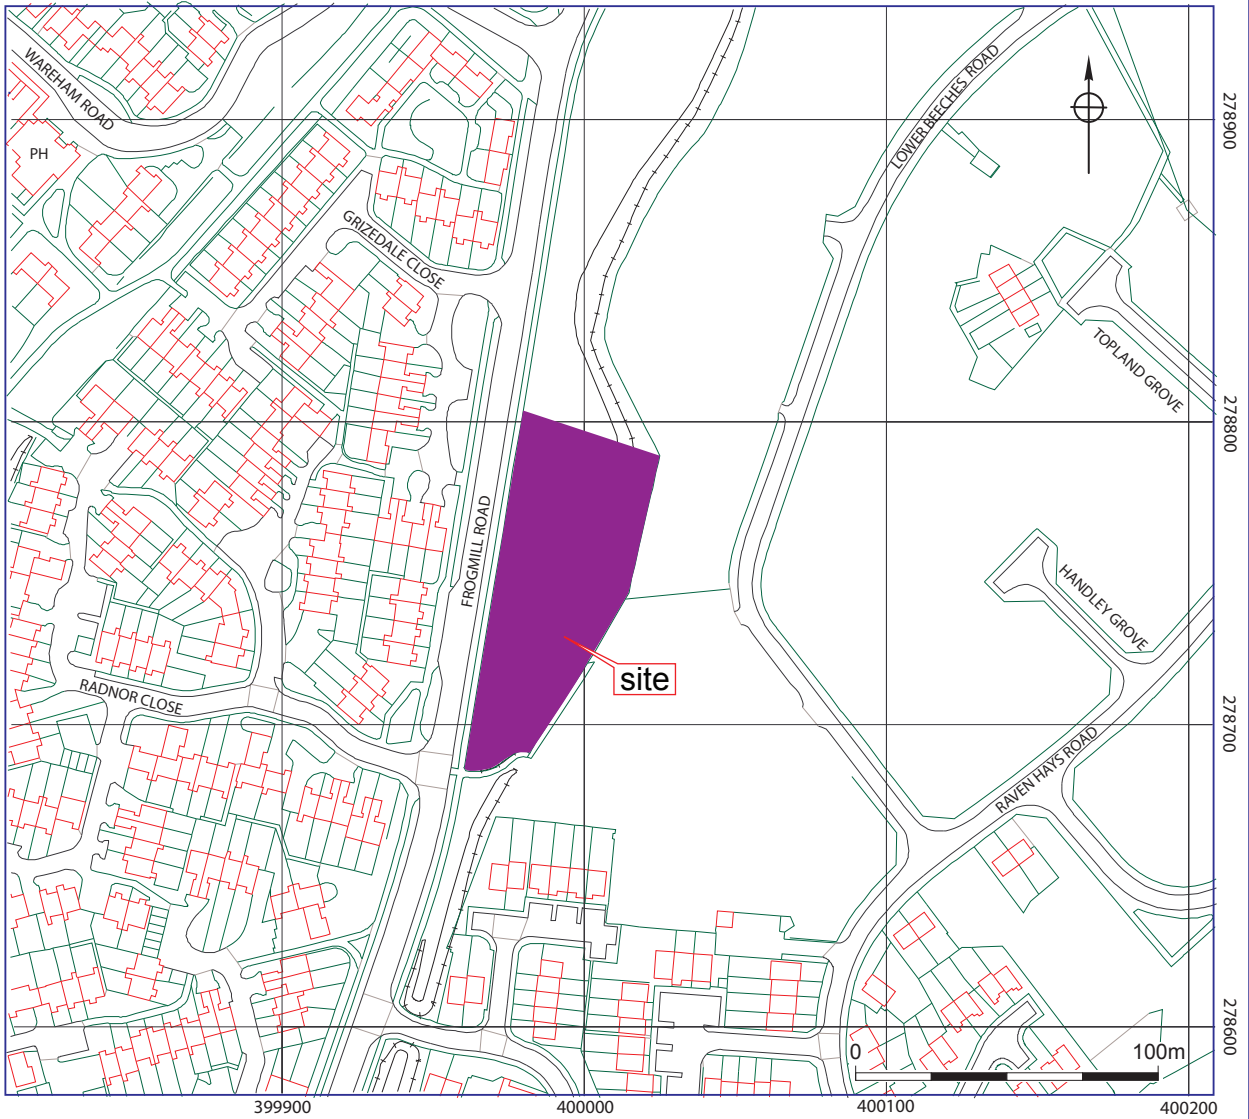 WAREHAM ROAD
PH
GRIZEDALE CLOSE
LOWER BEECHES ROAD
278900
TOPLAND GROVE
278800
FROGMILL ROAD
HANDLEY GROVE
site
RADNOR CLOSE
278700
RAVEN HAYS ROAD
278600
0 100m
399900 400000 400100 400200